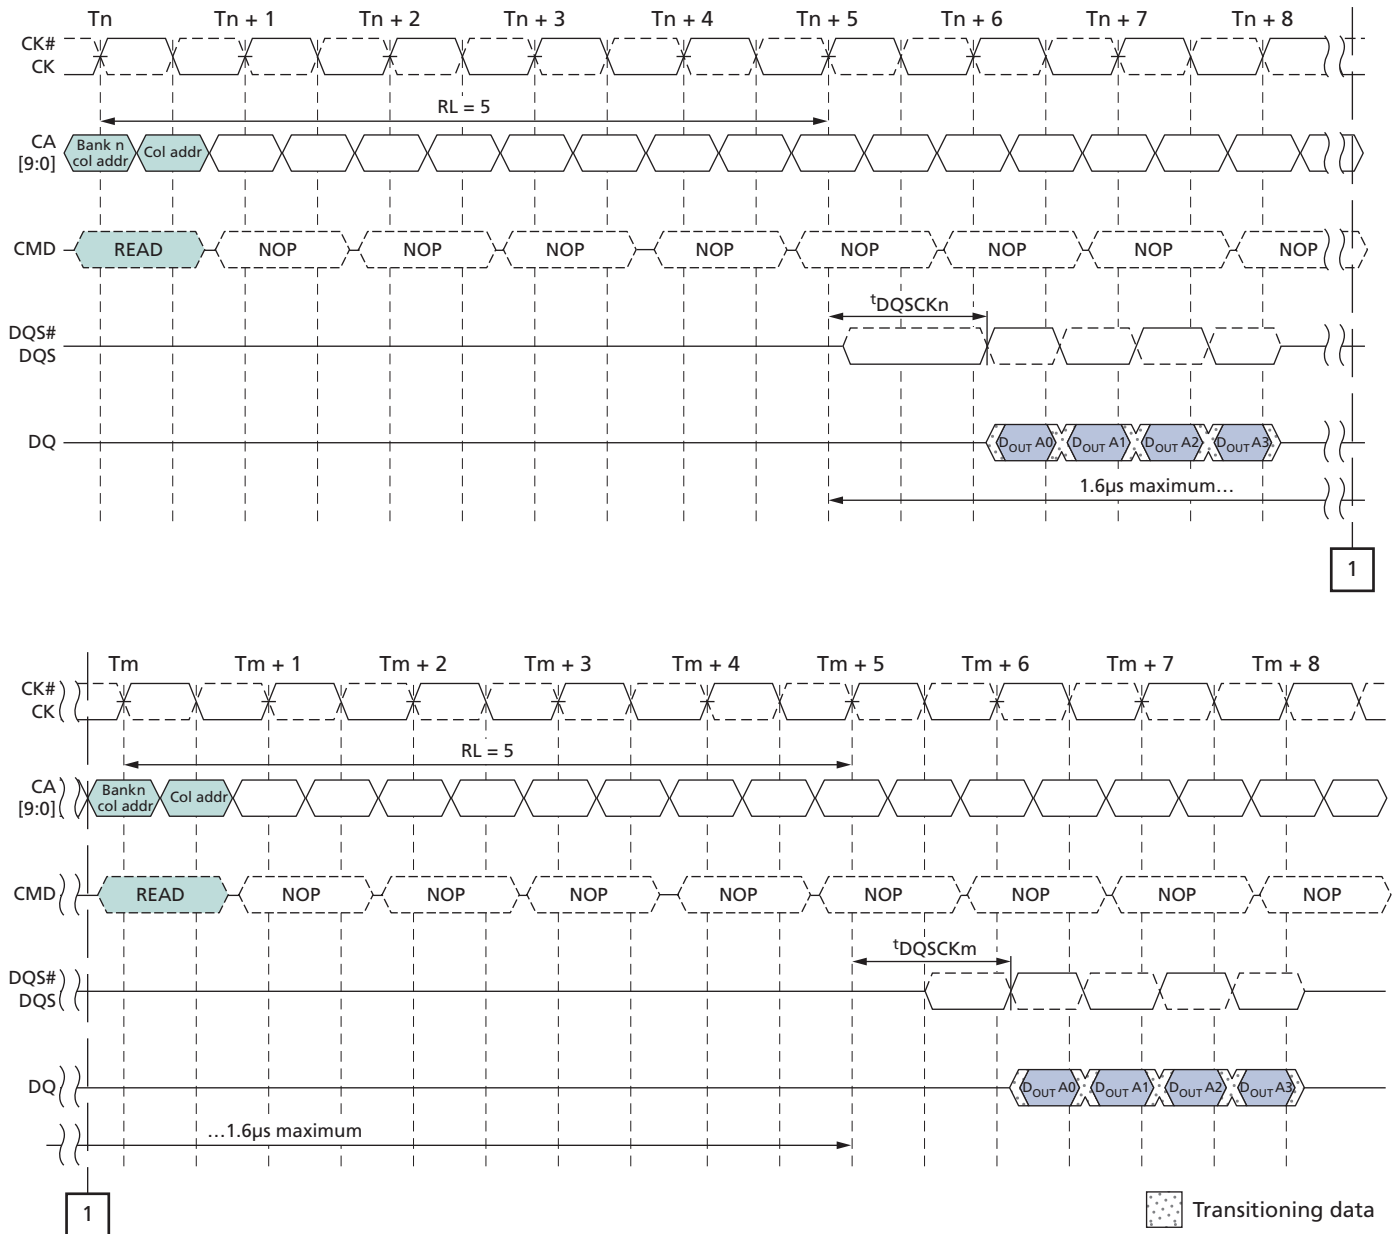 Tn Tn + 1 Tn + 2 Tn + 3 Tn + 4 Tn + 5 Tn + 6 Tn + 7 Tn + 8
CK#
CK
RL = 5
CA
[9:0]
Bank n
col addr
Col addr
CMD READ NOP NOP NOP NOP NOP NOP NOP NOP
tDQSCKn
DQS#
DQS
DQ DOUT A0 DOUT A1 DOUT A2 DOUT A3
1.6µs maximum…
1
Tm Tm + 1 Tm + 2 Tm + 3 Tm + 4 Tm + 5 Tm + 6 Tm + 7 Tm + 8
CK#
CK
RL = 5
CA
[9:0]
Bankn
col addr
Col addr
CMD READ NOP NOP NOP NOP NOP NOP NOP NOP
tDQSCKm
DQS#
DQS
DQ DOUT A0 DOUT A1 DOUT A2 DOUT A3
…1.6µs maximum
1
Transitioning data